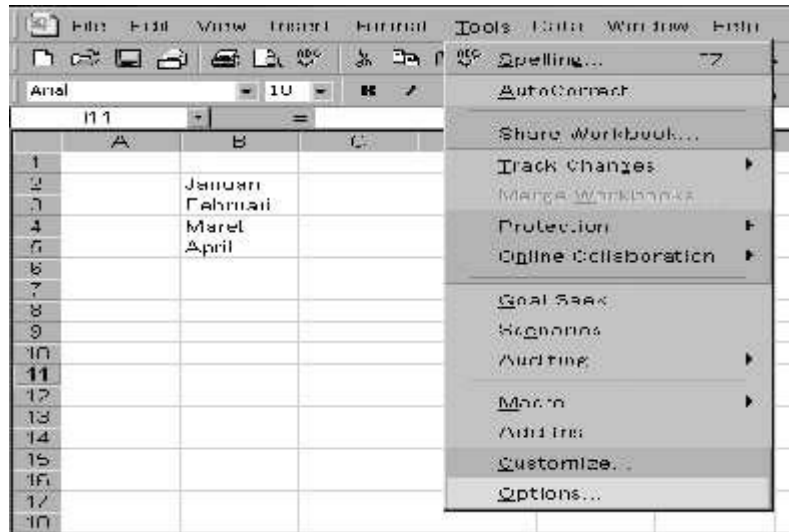 File Edit View Insert Format Tools Data Window Help
Arial 10
I11 =
A B C
1
2 Januari
3 Februari
4 Maret
5 April
6
7
8
9
10
11
12
13
14
15
16
17
18
Spelling... F7
AutoCorrect
Share Workbook...
Track Changes
Merge Workbooks
Protection
Online Collaboration
Goal Seek
Scenarios
Auditing
Macro
Add-Ins
Customize...
Options...